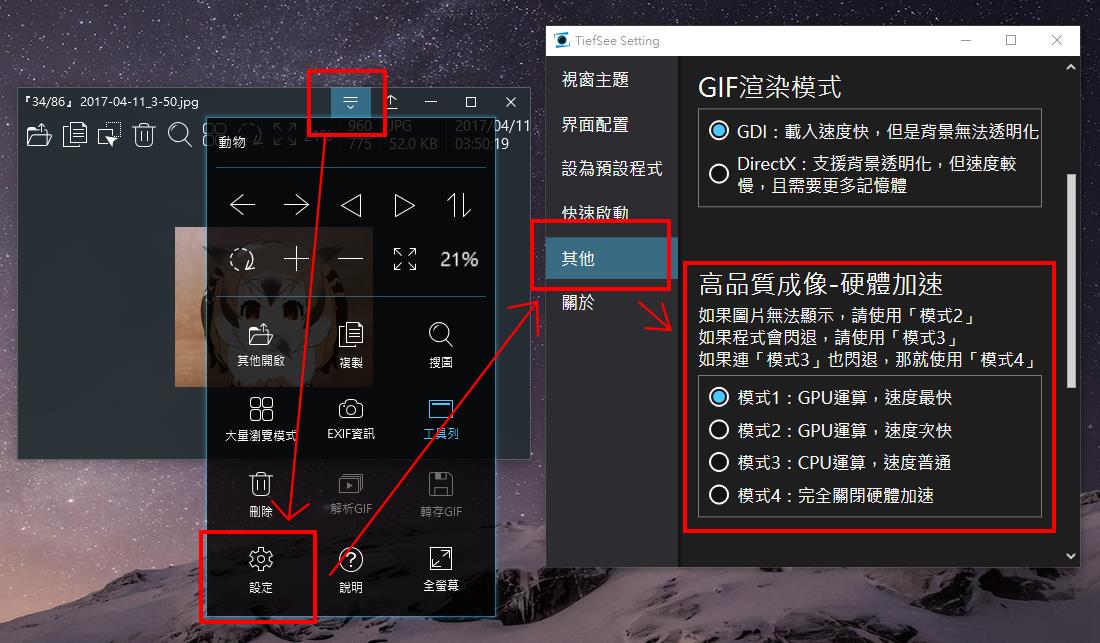 『34/86』 2017-04-11_3-50.jpg
960
775
JPG
52.0 KB
2017/04/11
03:50:19
動物
21%
其他開啟
複製
搜圖
大量瀏覽模式
EXIF資訊
工具列
刪除
解析GIF
轉存GIF
設定
說明
全螢幕
TiefSee Setting
視窗主題
界面配置
設為預設程式
快速啟動
其他
關於
GIF渲染模式
GDI：載入速度快，但是背景無法透明化
DirectX：支援背景透明化，但速度較
慢，且需要更多記憶體
高品質成像-硬體加速
如果圖片無法顯示，請使用「模式2」
如果程式會閃退，請使用「模式3」
如果連「模式3」也閃退，那就使用「模式4」
模式1：GPU運算，速度最快
模式2：GPU運算，速度次快
模式3：CPU運算，速度普通
模式4：完全關閉硬體加速